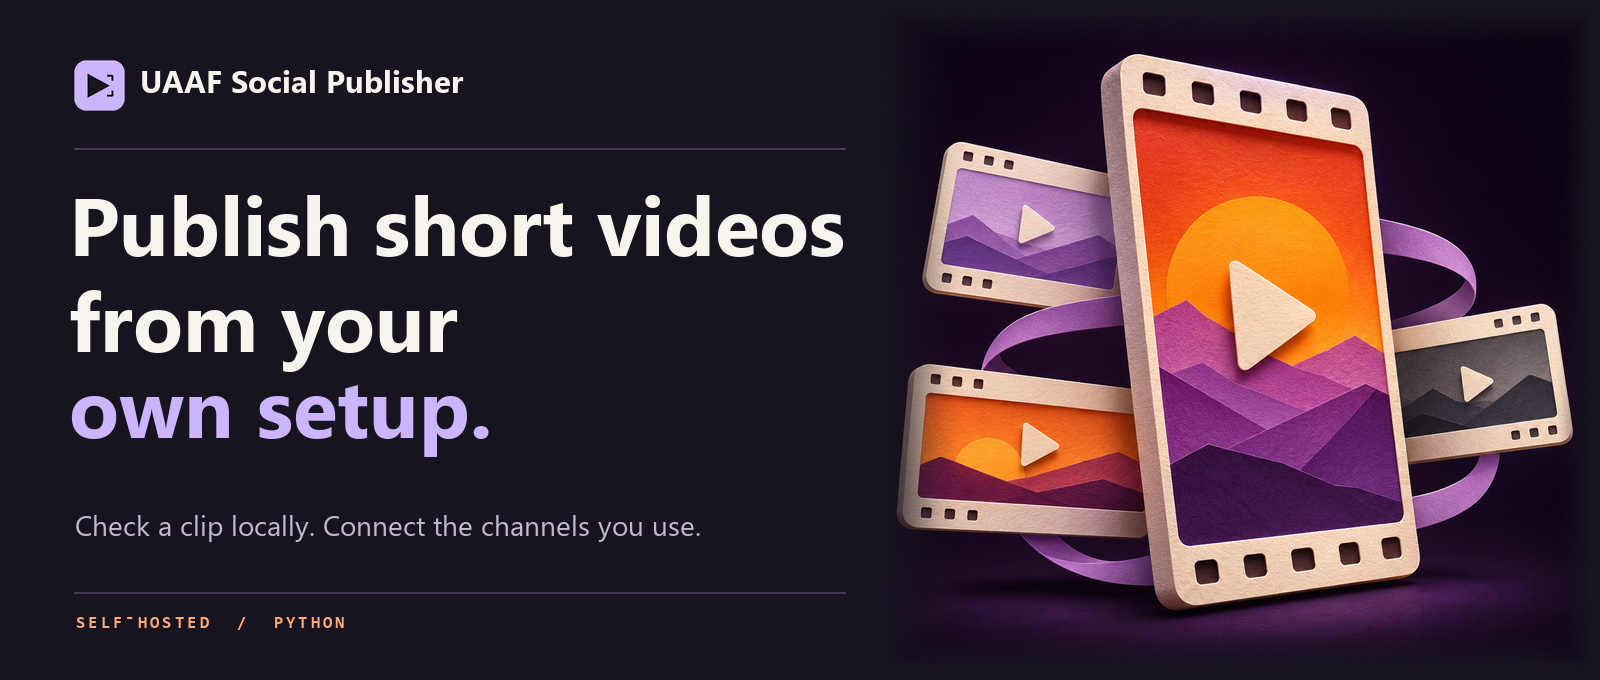 UAAF Social Publisher
Publish short videos
from your
own setup.
Check a clip locally. Connect the channels you use.
SELF-HOSTED / PYTHON